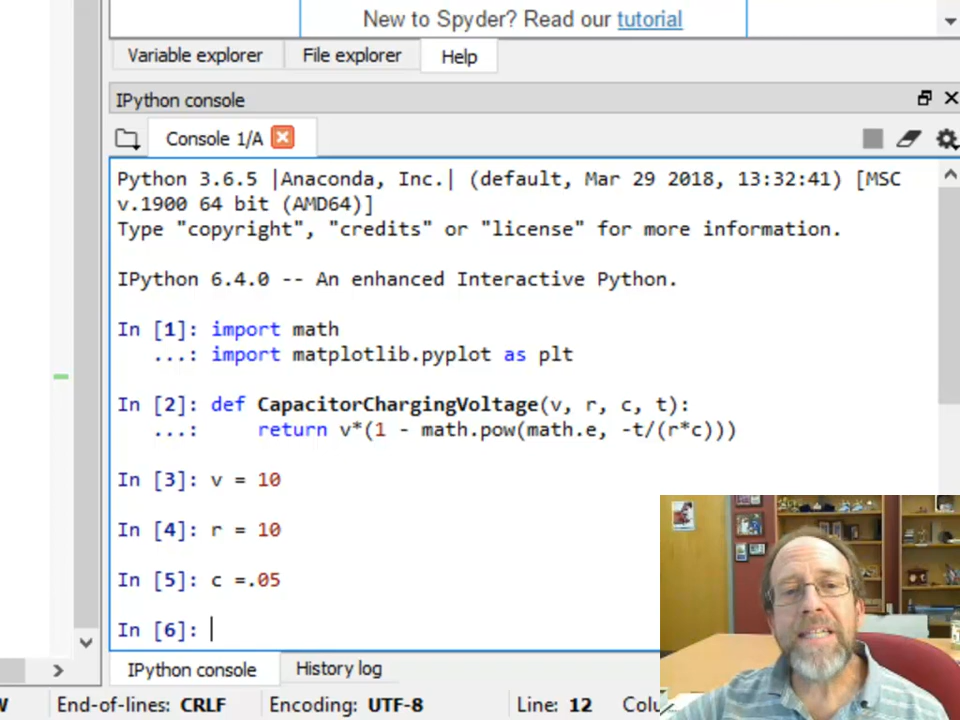 New to Spyder? Read our tutorial
Variable explorer File explorer Help
IPython console
Console 1/A
Python 3.6.5 |Anaconda, Inc.| (default, Mar 29 2018, 13:32:41) [MSC
v.1900 64 bit (AMD64)]
Type "copyright", "credits" or "license" for more information.
IPython 6.4.0 -- An enhanced Interactive Python.
In [1]: import math
...: import matplotlib.pyplot as plt
In [2]: def CapacitorChargingVoltage(v, r, c, t):
...: return v*(1 - math.pow(math.e, -t/(r*c)))
In [3]: v = 10
In [4]: r = 10
In [5]: c =.05
In [6]:
IPython console History log
End-of-lines: CRLF Encoding: UTF-8 Line: 12